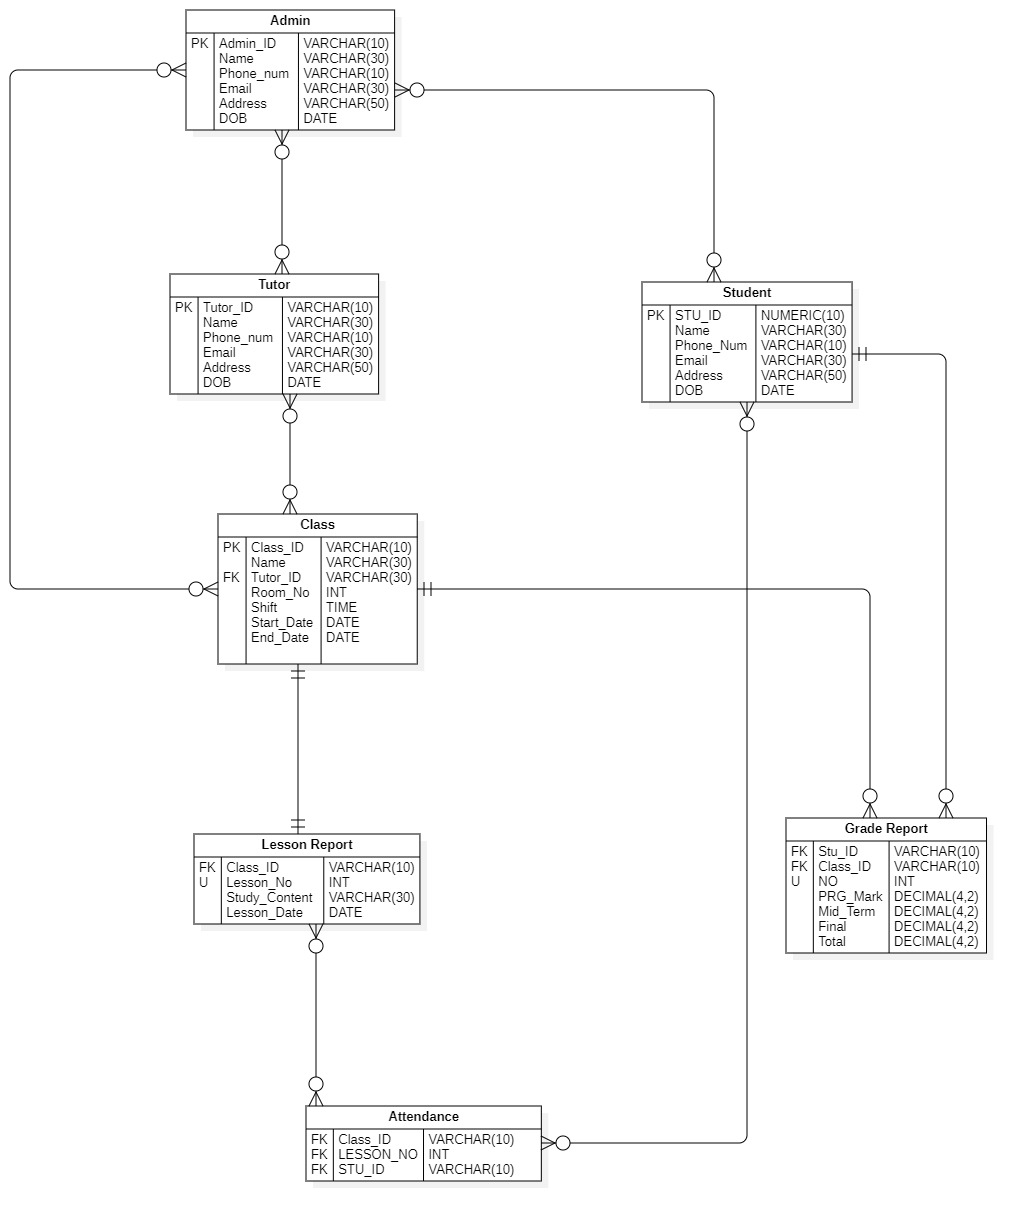 Admin
PK Admin_ID VARCHAR(10)
Name VARCHAR(30)
Phone_num VARCHAR(10)
Email VARCHAR(30)
Address VARCHAR(50)
DOB DATE
Tutor
PK Tutor_ID VARCHAR(10)
Name VARCHAR(30)
Phone_num VARCHAR(10)
Email VARCHAR(30)
Address VARCHAR(50)
DOB DATE
Student
PK STU_ID NUMERIC(10)
Name VARCHAR(30)
Phone_Num VARCHAR(10)
Email VARCHAR(30)
Address VARCHAR(50)
DOB DATE
Class
PK Class_ID VARCHAR(10)
Name VARCHAR(30)
FK Tutor_ID VARCHAR(30)
Room_No INT
Shift TIME
Start_Date DATE
End_Date DATE
Lesson Report
FK Class_ID VARCHAR(10)
U Lesson_No INT
Study_Content VARCHAR(30)
Lesson_Date DATE
Grade Report
FK Stu_ID VARCHAR(10)
FK Class_ID VARCHAR(10)
U NO INT
PRG_Mark DECIMAL(4,2)
Mid_Term DECIMAL(4,2)
Final DECIMAL(4,2)
Total DECIMAL(4,2)
Attendance
FK Class_ID VARCHAR(10)
FK LESSON_NO INT
FK STU_ID VARCHAR(10)